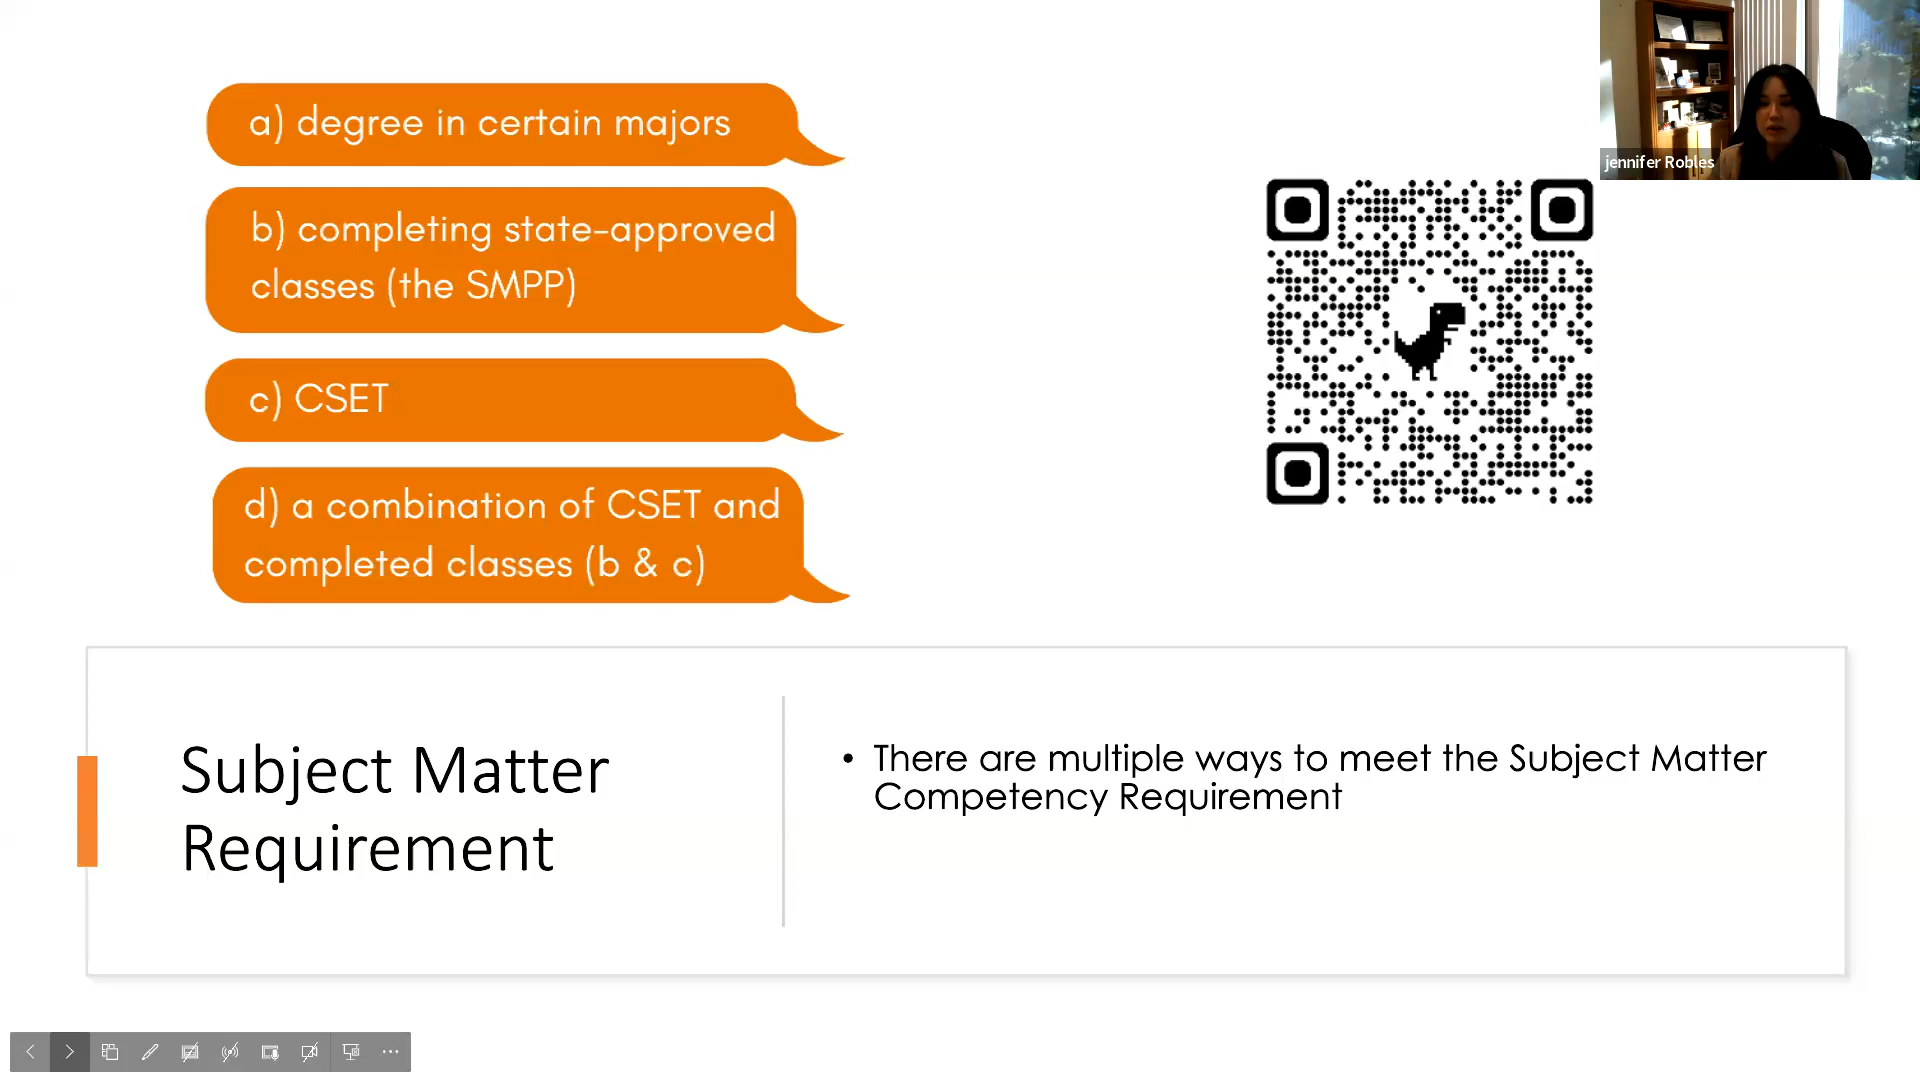 a) degree in certain majors
b) completing state-approved
classes (the SMPP)
c) CSET
d) a combination of CSET and
completed classes (b & c)
jennifer Robles
Subject Matter
Requirement
• There are multiple ways to meet the Subject Matter
Competency Requirement